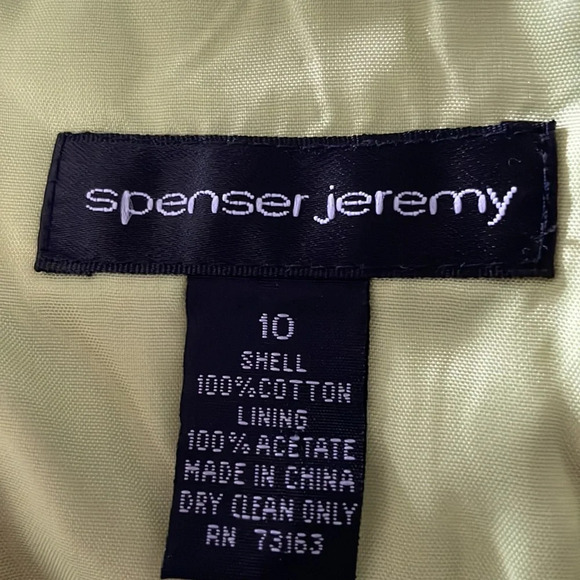 spenser jeremy
10
SHELL
100% COTTON
LINING
100% ACETATE
MADE IN CHINA
DRY CLEAN ONLY
RN 73163